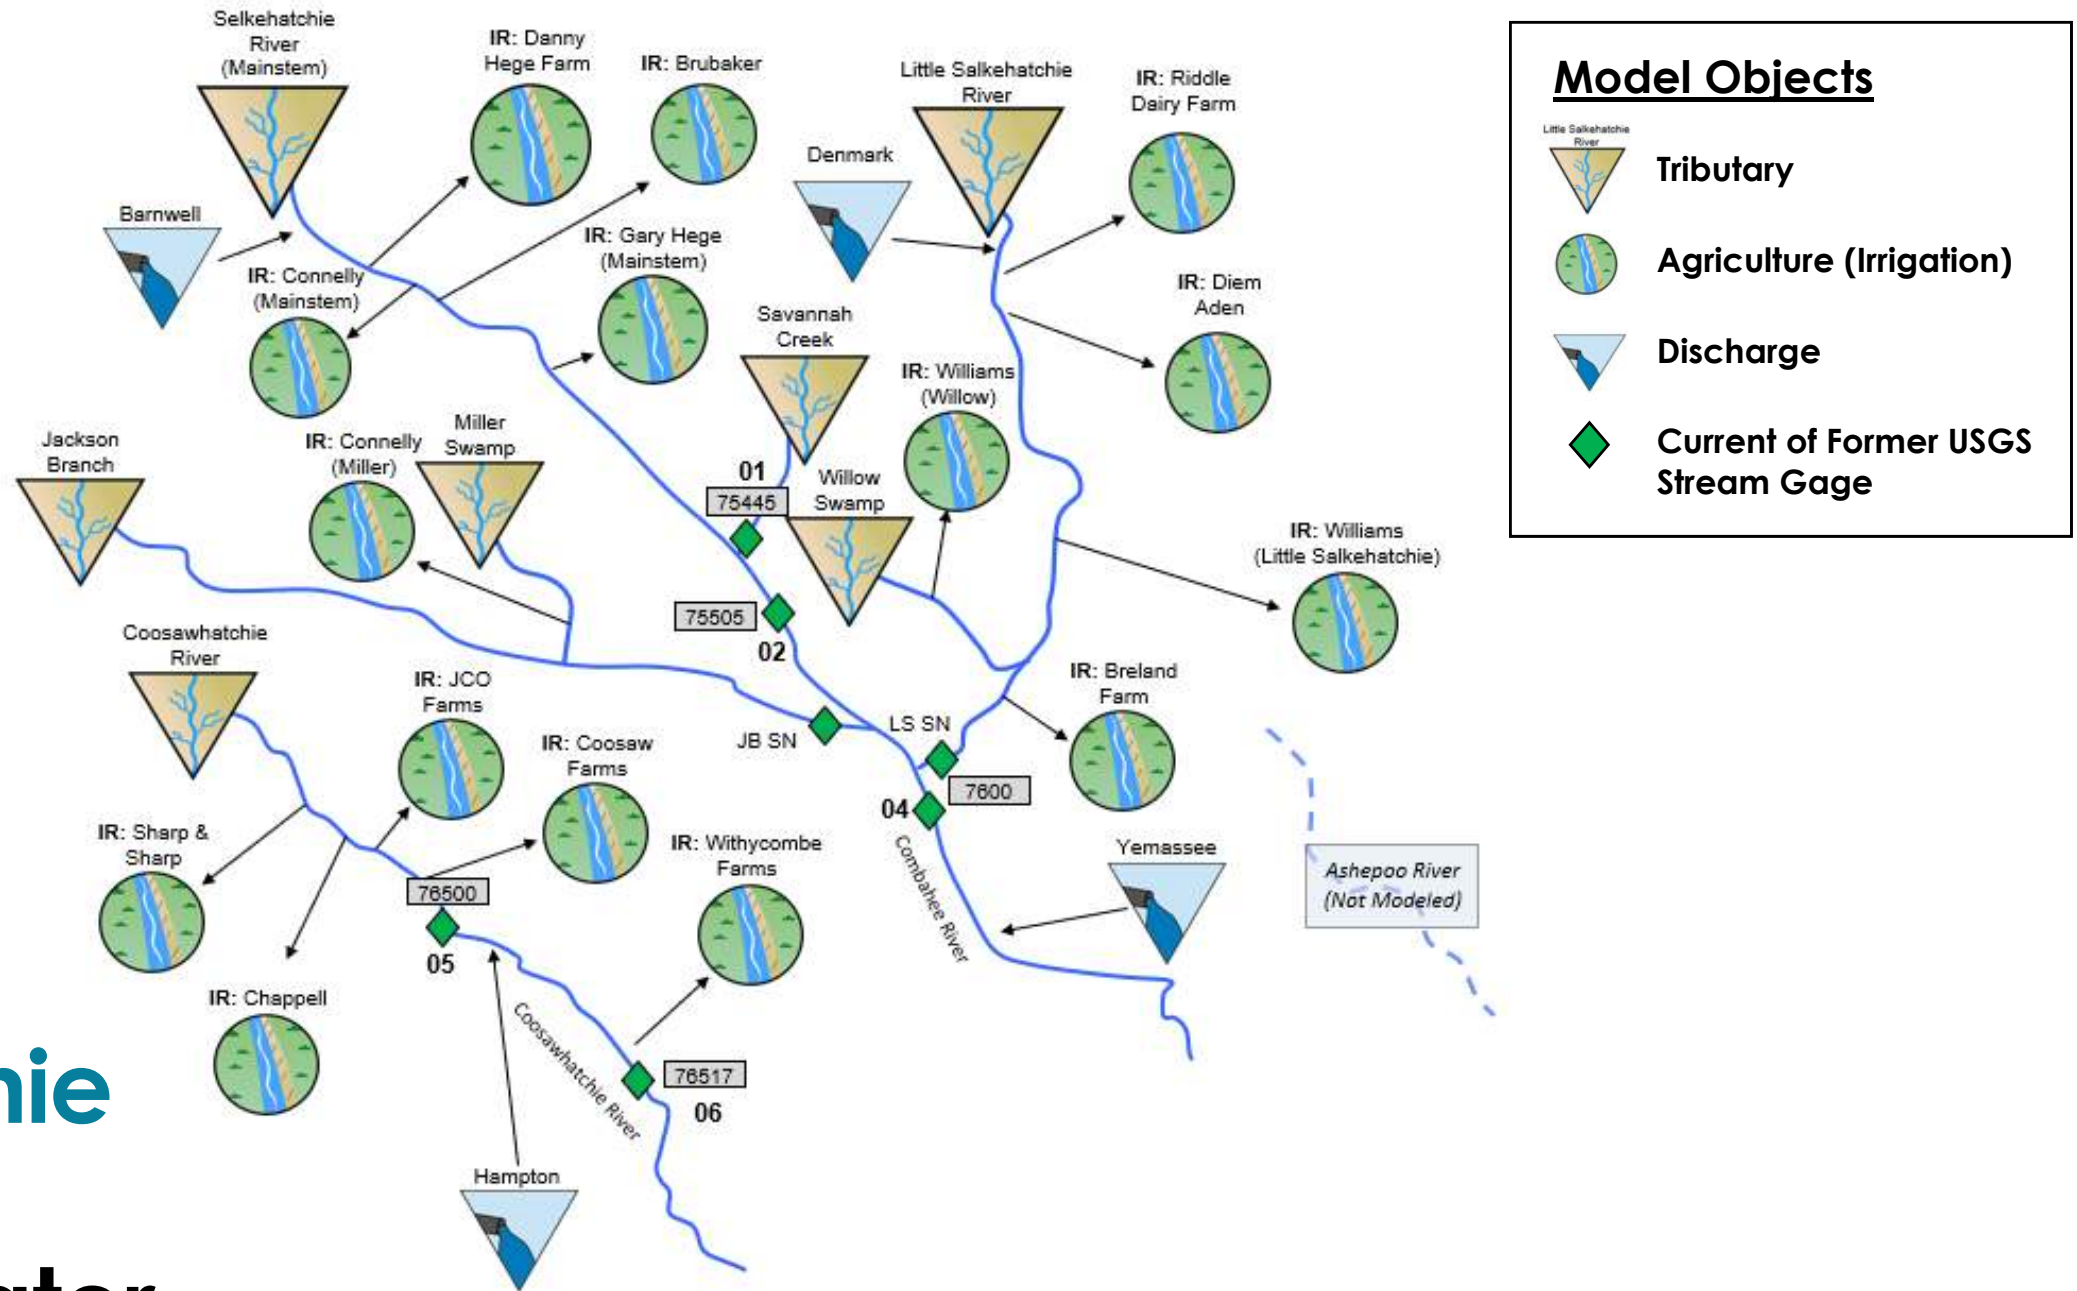 Selkehatchie
River
(Mainstem)
IR: Danny
Hege Farm
IR: Brubaker
Little Salkehatchie
River
IR: Riddle
Dairy Farm
Denmark
Barnwell
IR: Gary Hege
(Mainstem)
IR: Connelly
(Mainstem)
IR: Diem
Aden
Savannah
Creek
IR: Williams
(Willow)
Jackson
Branch
IR: Connelly
(Miller)
Miller
Swamp
01
75445
Willow
Swamp
IR: Williams
(Little Salkehatchie)
75505
02
Coosawhatchie
River
IR: JCO
Farms
IR: Breland
Farm
JB SN
LS SN
IR: Coosaw
Farms
7600
04
IR: Sharp &
Sharp
IR: Withycombe
Farms
Combahee River
Yemassee
Ashepoo River
(Not Modeled)
76500
05
IR: Chappell
Coosawhatchie River
76517
06
Hampton
hie
ater
Model Objects
Little Salkehatchie
River
Tributary
Agriculture (Irrigation)
Discharge
Current of Former USGS
Stream Gage